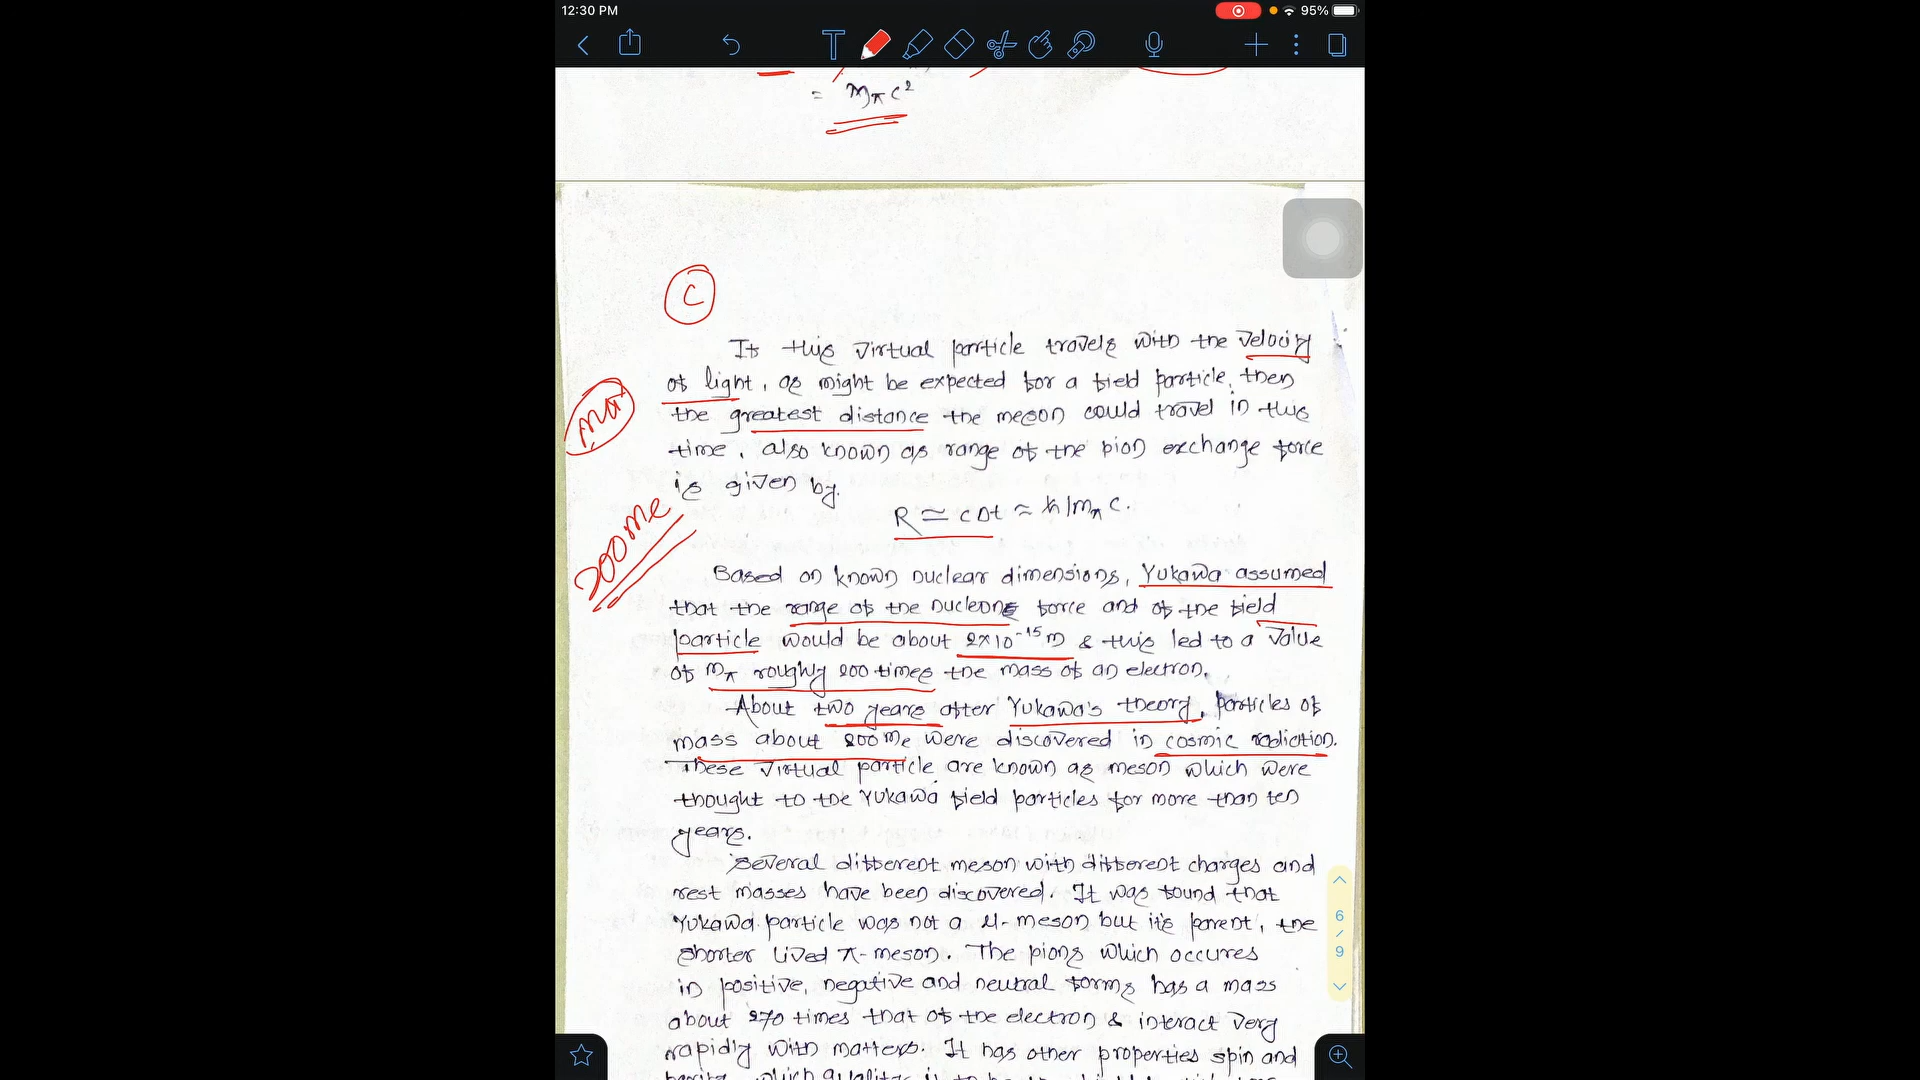 12:30 PM
95%
T
= mπc²
C
If this virtual particle travels with the velocity
of light, as might be expected for a field particle, then
mπ
the greatest distance the meson could travel in this
time, also known as range of the pion exchange force
is given by.
R ≃ cΔt ≈ ħ/mπc.
200me
Based on known nuclear dimensions, Yukawa assumed
that the range of the nucleons force and of the field
particle would be about 2×10⁻¹⁵m & this led to a value
of mπ roughly 200 times the mass of an electron.
About two years after Yukawa's theory, particles of
mass about 200me were discovered in cosmic radiction.
These virtual particle are known as meson which were
thought to the Yukawa field particles for more than ten
years.
Several different meson with different charges and
rest masses have been discovered. It was found that
Yukawa particle was not a μ-meson but it's parent, the
shorter lived π-meson. The pions which occures
in positive, negative and neutral forms has a mass
about 270 times that of the electron & interact very
rapidly with matters. It has other properties spin and
6
9